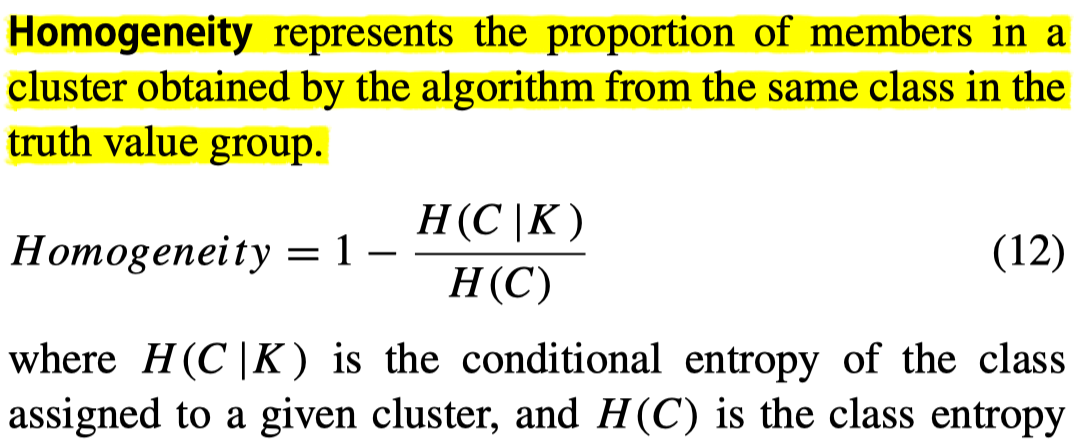 Homogeneity represents the proportion of members in a
cluster obtained by the algorithm from the same class in the
truth value group.
Homogeneity = 1 − H(C|K) / H(C) (12)
where H(C|K) is the conditional entropy of the class
assigned to a given cluster, and H(C) is the class entropy